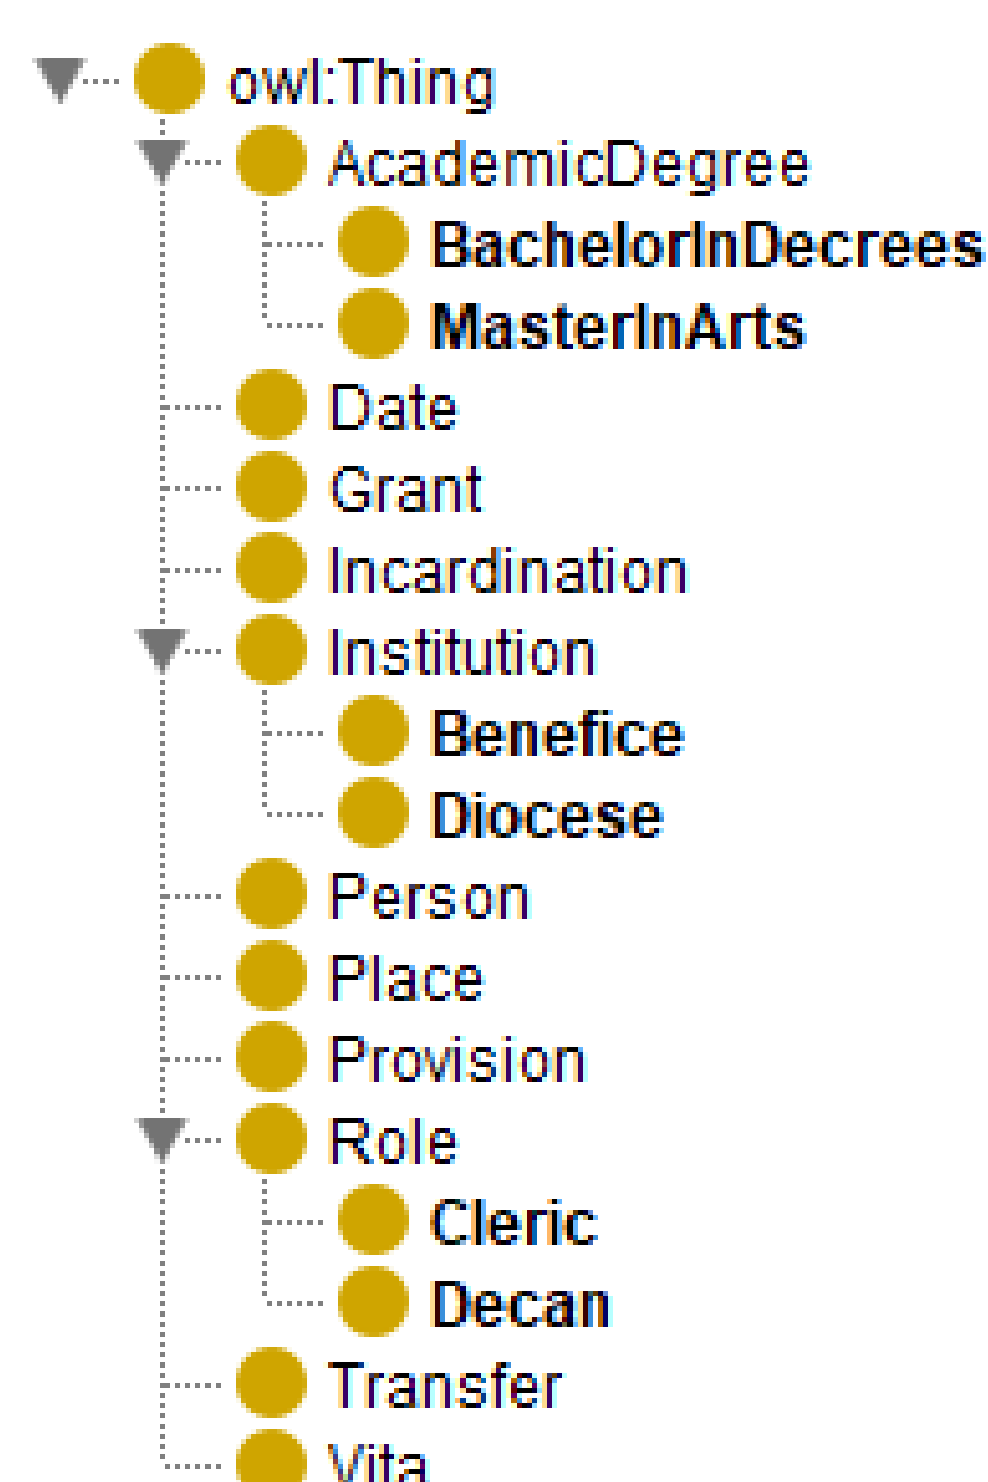 owl:Thing
AcademicDegree
BachelorInDecrees
MasterInArts
Date
Grant
Incardination
Institution
Benefice
Diocese
Person
Place
Provision
Role
Cleric
Decan
Transfer
Vita